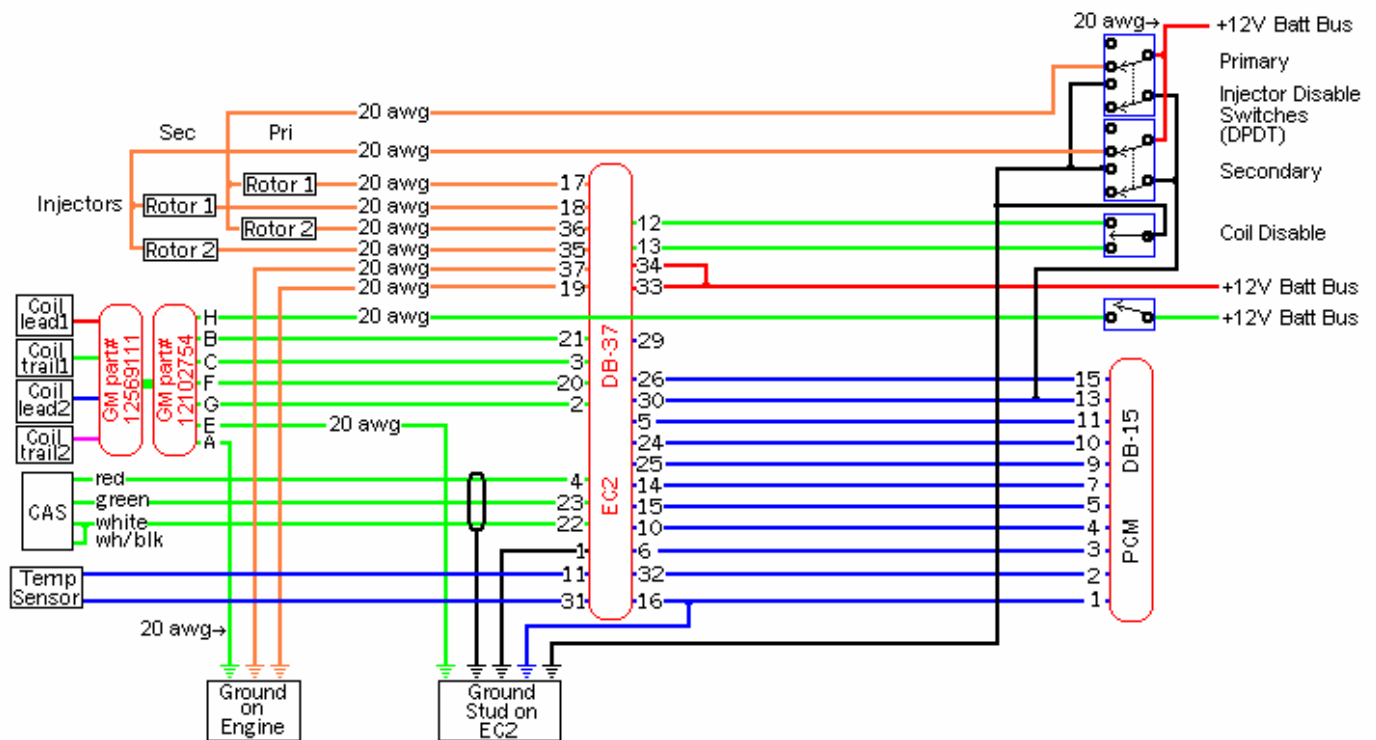 20 awg→
+12V Batt Bus
Primary
Injector Disable
Switches
(DPDT)
Secondary
20 awg
Sec
Pri
20 awg
Injectors
Rotor 1
20 awg
17
Rotor 1
20 awg
18
Rotor 2
20 awg
36
Rotor 2
20 awg
35
20 awg
37
20 awg
19
12
13
34
33
Coil Disable
+12V Batt Bus
+12V Batt Bus
Coil
lead1
Coil
trail1
Coil
lead2
Coil
trail2
GM part#
12569111
GM part#
12102754
H
20 awg
B
21
29
C
3
F
20
G
2
E
20 awg
A
DB-37
EC2
26
15
30
13
5
11
24
10
25
9
14
7
15
5
10
4
6
3
32
2
16
1
DB-15
PCM
CAS
red
4
green
23
white
22
wh/blk
1
Temp
Sensor
11
31
20 awg→
Ground
on
Engine
Ground
Stud on
EC2